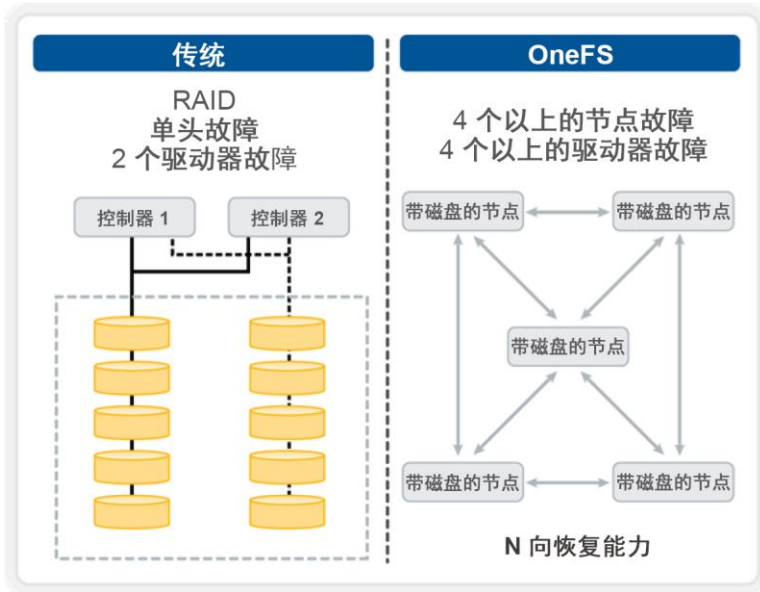 传统
RAID
单头故障
2 个驱动器故障
控制器 1
控制器 2
OneFS
4 个以上的节点故障
4 个以上的驱动器故障
带磁盘的节点
带磁盘的节点
带磁盘的节点
带磁盘的节点
带磁盘的节点
N 向恢复能力